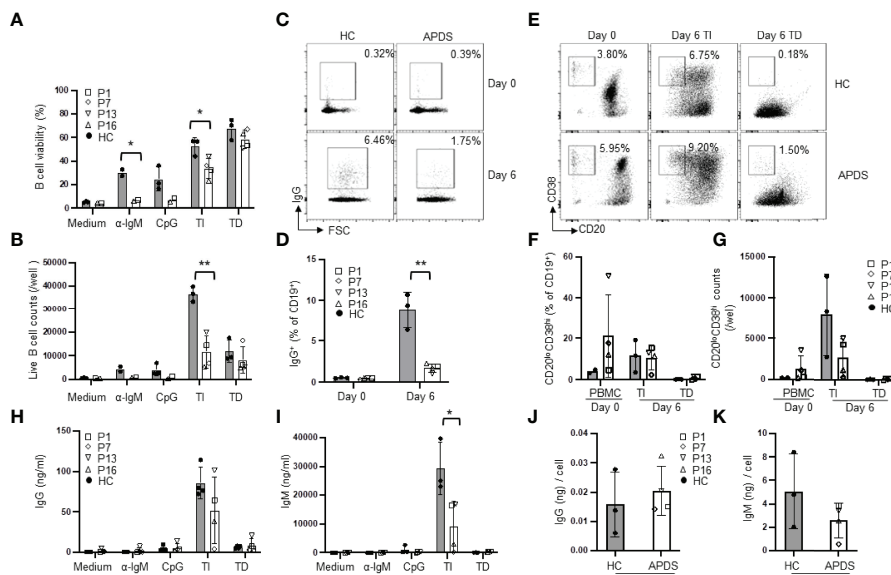 A
B cell viability (%)
100
80
60
40
20
0
Medium α-IgM CpG TI TD
*
*
P1
P7
P13
P16
HC
B
Live B cell counts (/well)
50000
40000
30000
20000
10000
0
Medium α-IgM CpG TI TD
**
C
HC APDS
0.32% 0.39%
Day 0
6.46% 1.75%
Day 6
IgG
FSC
D
IgG⁺ (% of CD19⁺)
15
10
5
0
Day 0 Day 6
**
P1
P7
P13
P16
HC
E
Day 0 Day 6 TI Day 6 TD
3.80% 6.75% 0.18%
HC
5.95% 9.20% 1.50%
APDS
CD38
CD20
F
CD20loCD38hi (% of CD19⁺)
60
40
20
0
PBMC TI TD
Day 0 Day 6
G
CD20loCD38hi counts
(/wel)
15000
10000
5000
0
PBMC TI TD
Day 0 Day 6
HC
H
IgG (ng/ml)
150
100
50
0
Medium α-IgM CpG TI TD
P1
P7
P13
P16
HC
I
IgM (ng/ml)
40000
30000
20000
10000
0
Medium α-IgM CpG TI TD
*
J
IgG (ng) / cell
0.04
0.03
0.02
0.01
0.00
HC APDS
P1
P7
P13
P16
HC
K
IgM (ng) / cell
10
8
6
4
2
0
HC APDS